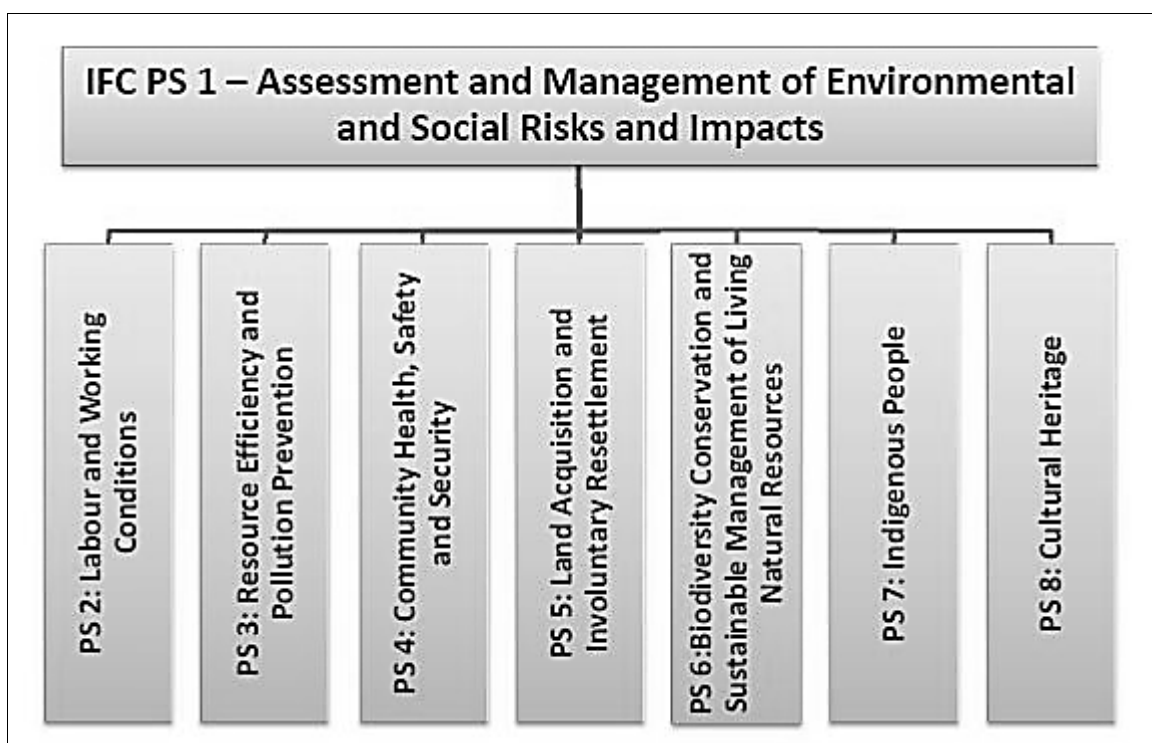 IFC PS 1 – Assessment and Management of Environmental
and Social Risks and Impacts
PS 2: Labour and Working
Conditions
PS 3: Resource Efficiency and
Pollution Prevention
PS 4: Community Health, Safety
and Security
PS 5: Land Acquisition and
Involuntary Resettlement
PS 6:Biodiversity Conservation and
Sustainable Management of Living
Natural Resources
PS 7: Indigenous People
PS 8: Cultural Heritage